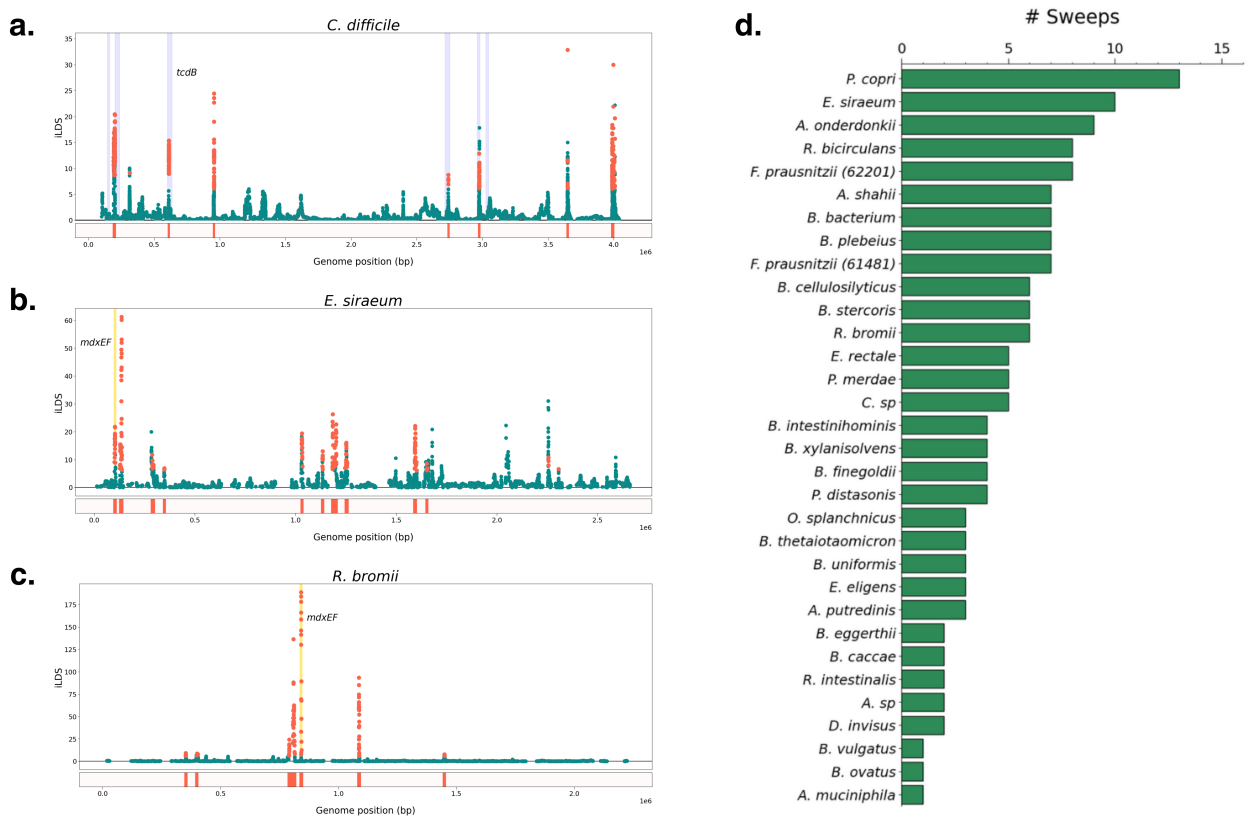 a.
C. difficile
tcdB
iLDS
35
30
25
20
15
10
5
0
0.0 0.5 1.0 1.5 2.0 2.5 3.0 3.5 4.0
1e6
Genome position (bp)
b.
E. siraeum
mdxEF
iLDS
60
50
40
30
20
10
0
0.0 0.5 1.0 1.5 2.0 2.5
1e6
Genome position (bp)
c.
R. bromii
mdxEF
iLDS
175
150
125
100
75
50
25
0
0.0 0.5 1.0 1.5 2.0
1e6
Genome position (bp)
d.
# Sweeps
0 5 10 15
P. copri
E. siraeum
A. onderdonkii
R. bicirculans
F. prausnitzii (62201)
A. shahii
B. bacterium
B. plebeius
F. prausnitzii (61481)
B. cellulosilyticus
B. stercoris
R. bromii
E. rectale
P. merdae
C. sp
B. intestinihominis
B. xylanisolvens
B. finegoldii
P. distasonis
O. splanchnicus
B. thetaiotaomicron
B. uniformis
E. eligens
A. putredinis
B. eggerthii
B. caccae
R. intestinalis
A. sp
D. invisus
B. vulgatus
B. ovatus
A. muciniphila